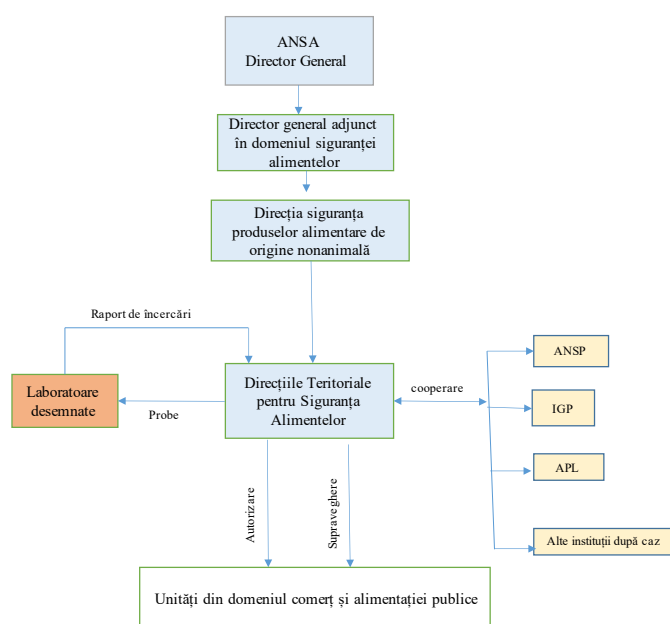 ANSA
Director General
Director general adjunct
în domeniul siguranței
alimentelor
Direcția siguranța
produselor alimentare de
origine nonanimală
Raport de încercări
Laboratoare
desemnate
Probe
Direcțiile Teritoriale
pentru Siguranța
Alimentelor
cooperare
ANSP
IGP
APL
Alte instituții după caz
Autorizare
Supraveghere
Unități din domeniul comerț și alimentației publice